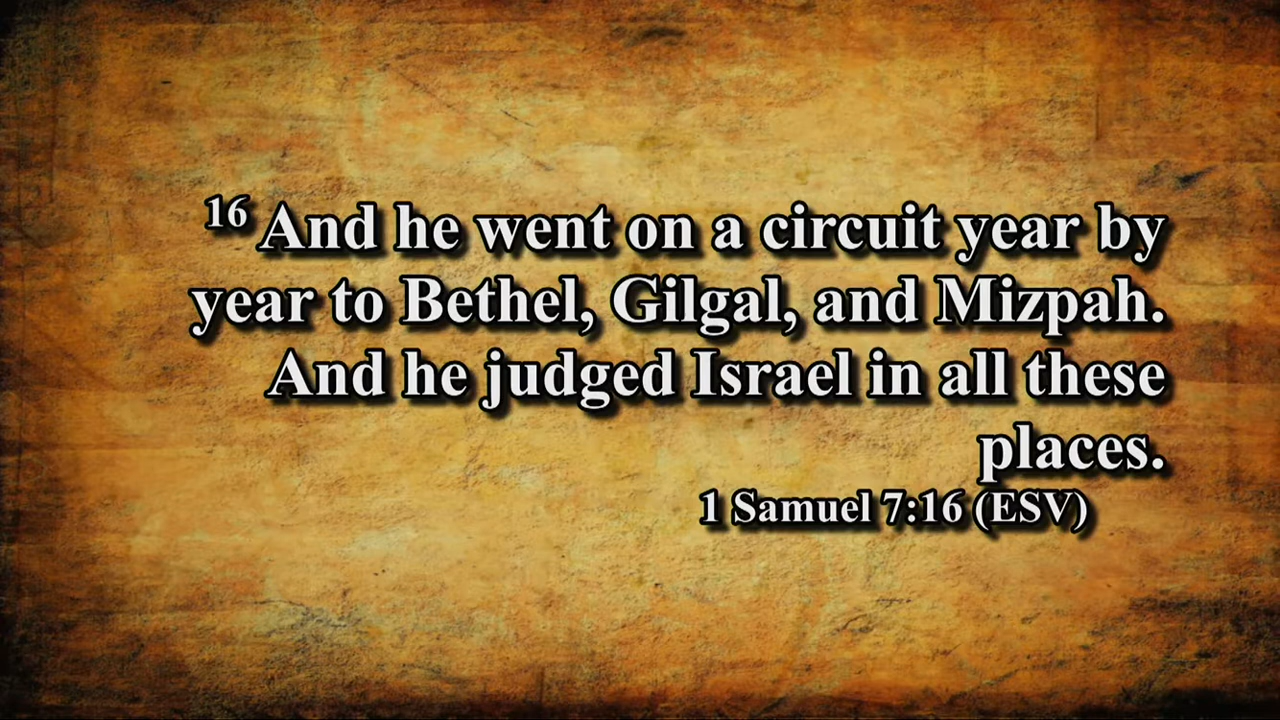 16 And he went on a circuit year by
year to Bethel, Gilgal, and Mizpah.
And he judged Israel in all these
places.
1 Samuel 7:16 (ESV)